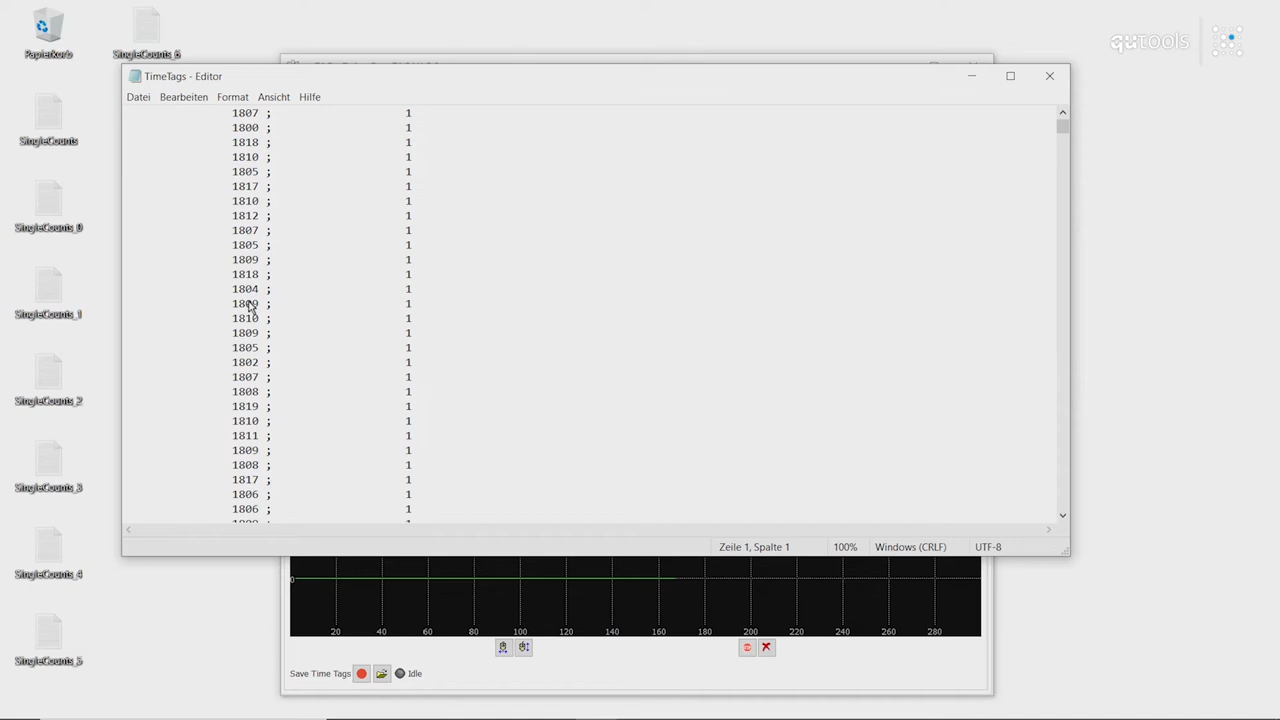 Papierkorb
SingleCounts_6
qutools
TimeTags - Editor
Datei Bearbeiten Format Ansicht Hilfe
SingleCounts
SingleCounts_0
SingleCounts_1
SingleCounts_2
SingleCounts_3
SingleCounts_4
SingleCounts_5
1807 ; 1
1800 ; 1
1818 ; 1
1810 ; 1
1805 ; 1
1817 ; 1
1810 ; 1
1812 ; 1
1807 ; 1
1805 ; 1
1809 ; 1
1818 ; 1
1804 ; 1
1809 ; 1
1810 ; 1
1809 ; 1
1805 ; 1
1802 ; 1
1807 ; 1
1808 ; 1
1819 ; 1
1810 ; 1
1811 ; 1
1809 ; 1
1808 ; 1
1817 ; 1
1806 ; 1
1806 ; 1
Zeile 1, Spalte 1 100% Windows (CRLF) UTF-8
0
20 40 60 80 100 120 140 160 180 200 220 240 260 280
Save Time Tags Idle